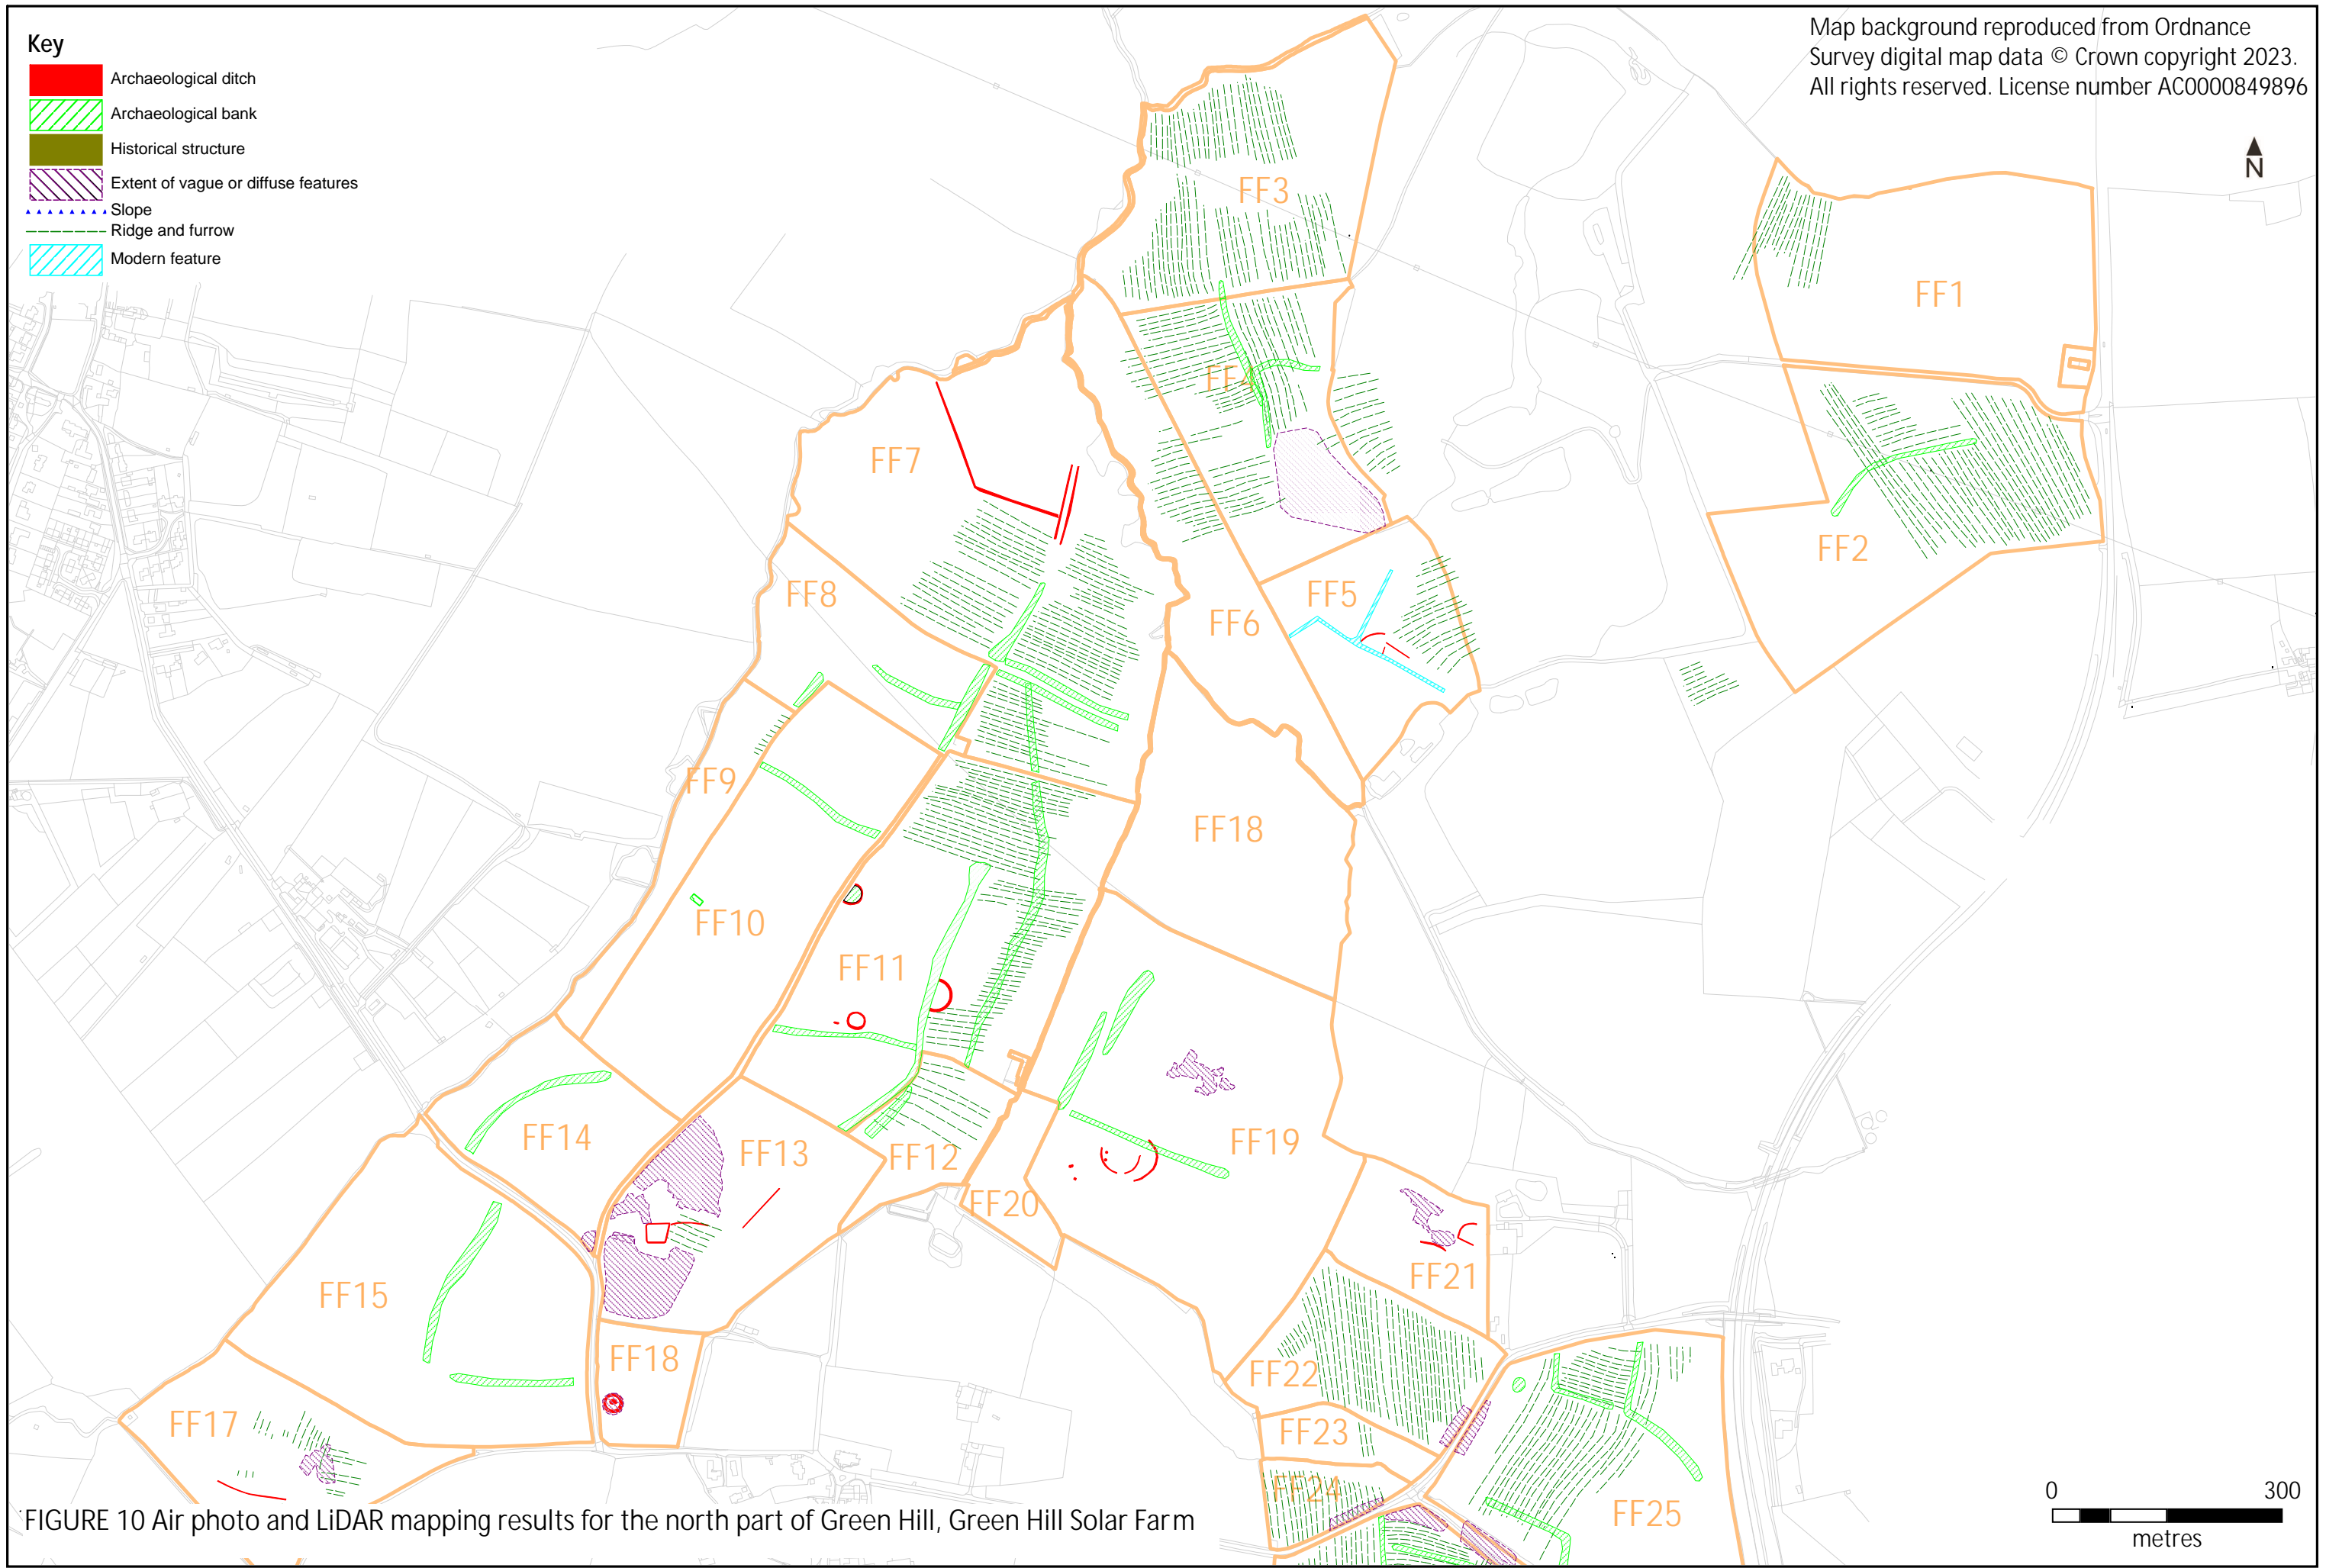 Key
Archaeological ditch
Archaeological bank
Historical structure
Extent of vague or diffuse features
Slope
Ridge and furrow
Modern feature
Map background reproduced from Ordnance
Survey digital map data © Crown copyright 2023.
All rights reserved. License number AC0000849896
N
FF3
FF1
FF4
FF7
FF2
FF8
FF5
FF6
FF9
FF18
FF10
FF11
FF14
FF13
FF12
FF19
FF20
FF15
FF21
FF18
FF22
FF17
FF23
FF24
FF25
0 300
metres
FIGURE 10 Air photo and LiDAR mapping results for the north part of Green Hill, Green Hill Solar Farm